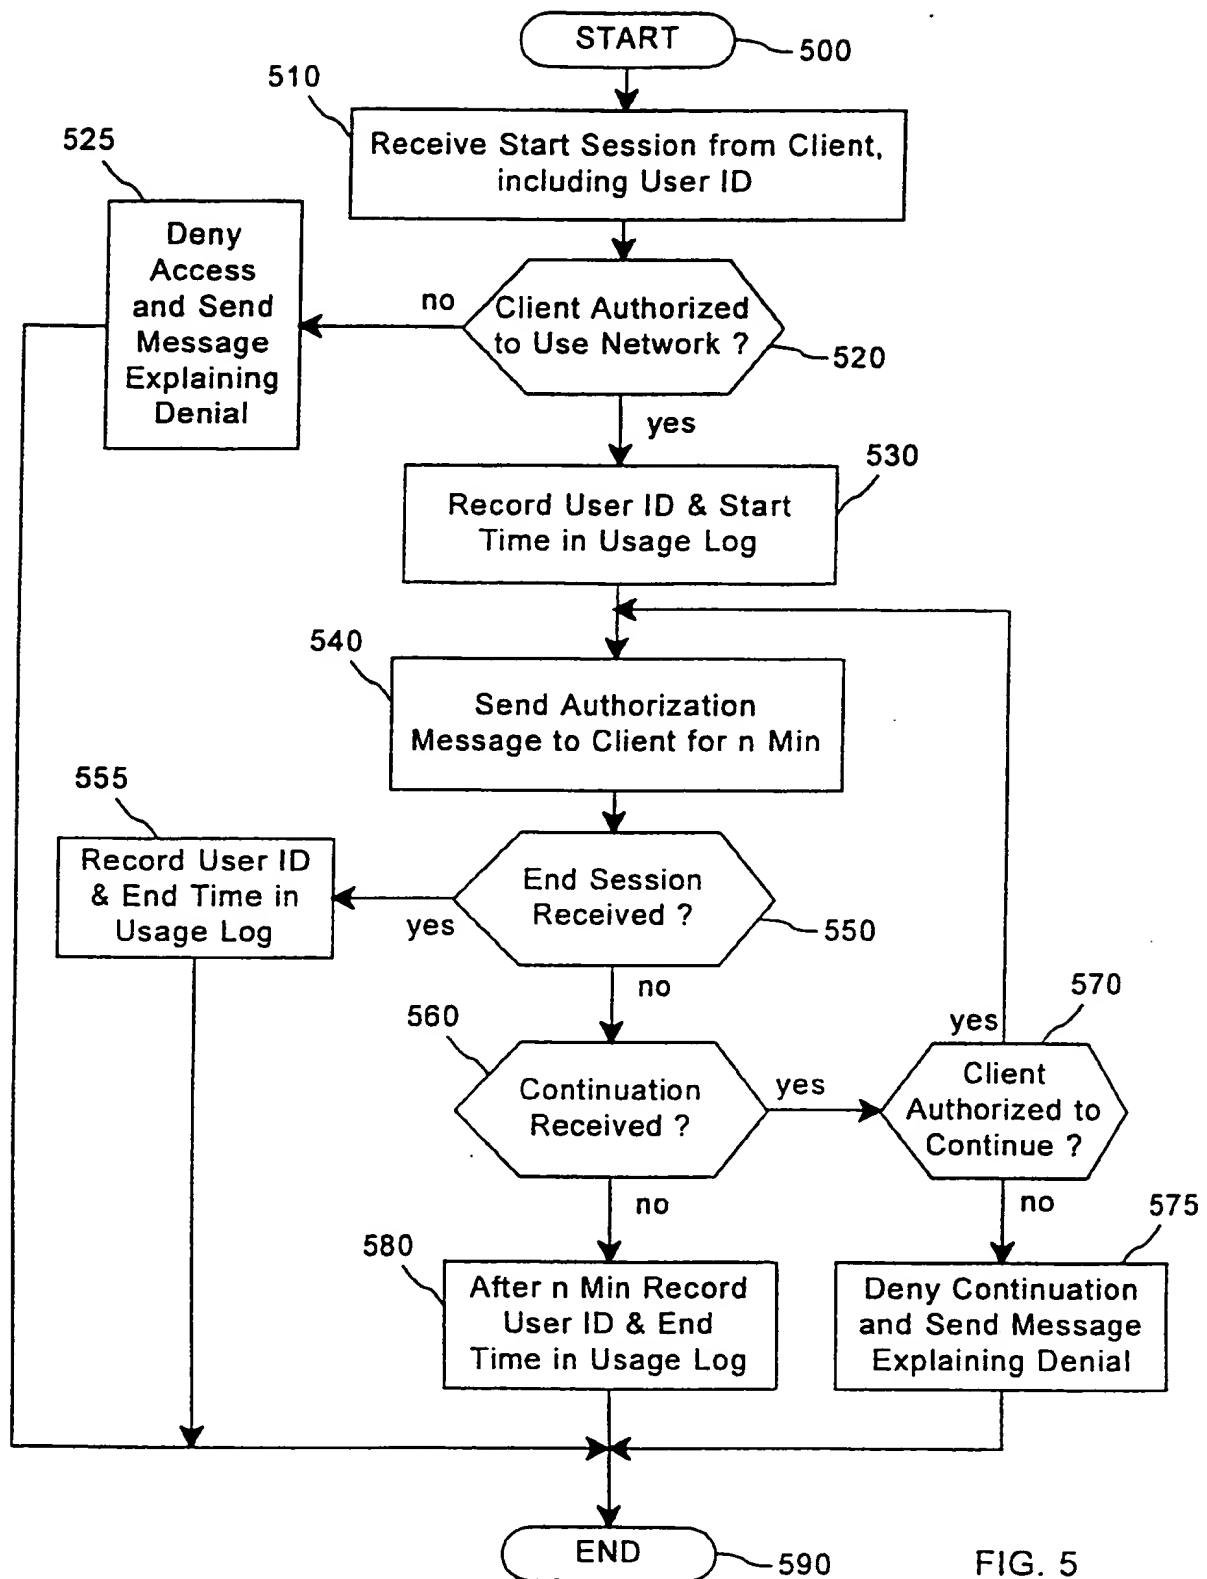 START
500
510
Receive Start Session from Client,
including User ID
525
Deny
Access
and Send
Message
Explaining
Denial
no
Client Authorized
to Use Network ?
520
yes
530
Record User ID & Start
Time in Usage Log
540
Send Authorization
Message to Client for n Min
555
Record User ID
& End Time in
Usage Log
yes
End Session
Received ?
550
no
560
Continuation
Received ?
yes
570
yes
Client
Authorized to
Continue ?
no
no
575
580
After n Min Record
User ID & End
Time in Usage Log
Deny Continuation
and Send Message
Explaining Denial
END
590
FIG. 5